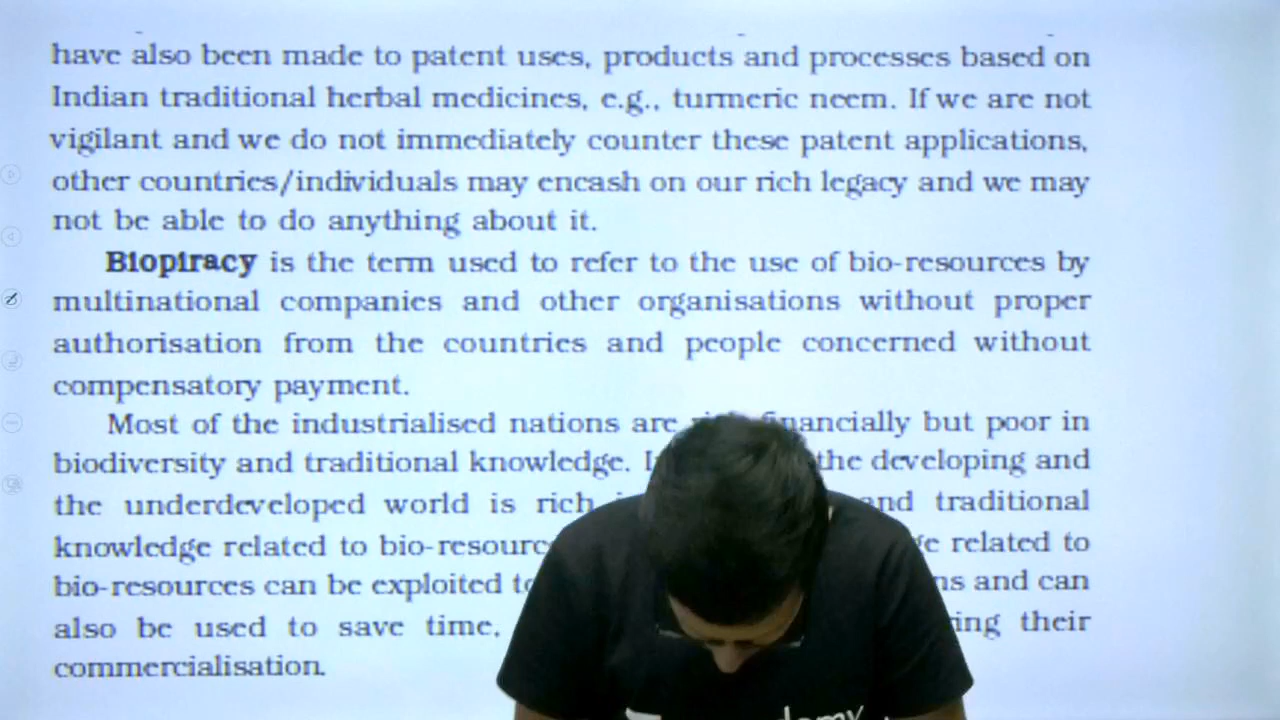 have also been made to patent uses, products and processes based on
Indian traditional herbal medicines, e.g., turmeric neem. If we are not
vigilant and we do not immediately counter these patent applications,
other countries/individuals may encash on our rich legacy and we may
not be able to do anything about it.
Biopiracy is the term used to refer to the use of bio-resources by
multinational companies and other organisations without proper
authorisation from the countries and people concerned without
compensatory payment.
Most of the industrialised nations are financially but poor in
biodiversity and traditional knowledge. the developing and
the underdeveloped world is rich and traditional
knowledge related to bio-resources related to
bio-resources can be exploited and can
also be used to save time, their
commercialisation.